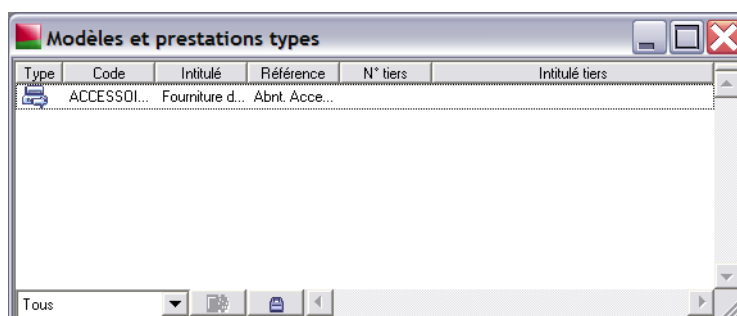 Modèles et prestations types
Type Code Intitulé Référence N° tiers Intitulé tiers
ACCESSOI... Fourniture d... Abnt. Acce...
Tous